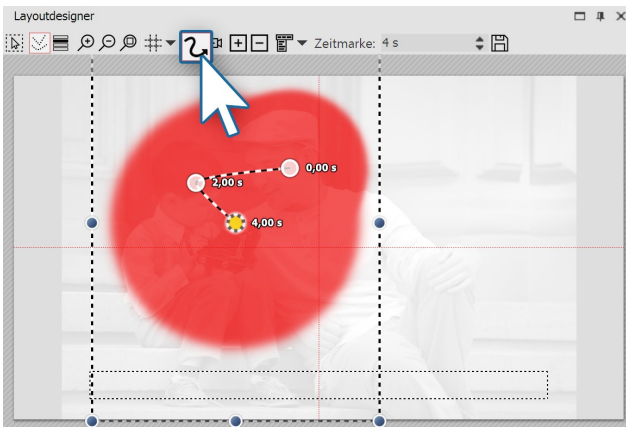 Layoutdesigner
Zeitmarke: 4 s
0,00 s
2,00 s
4,00 s